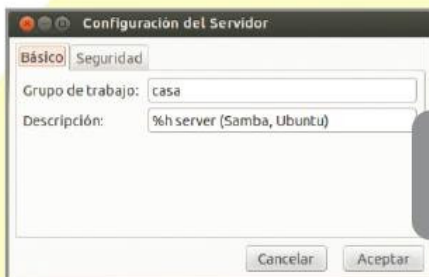 Configuración del Servidor
Básico Seguridad
Grupo de trabajo: casa
Descripción: %h server (Samba, Ubuntu)
Cancelar Aceptar